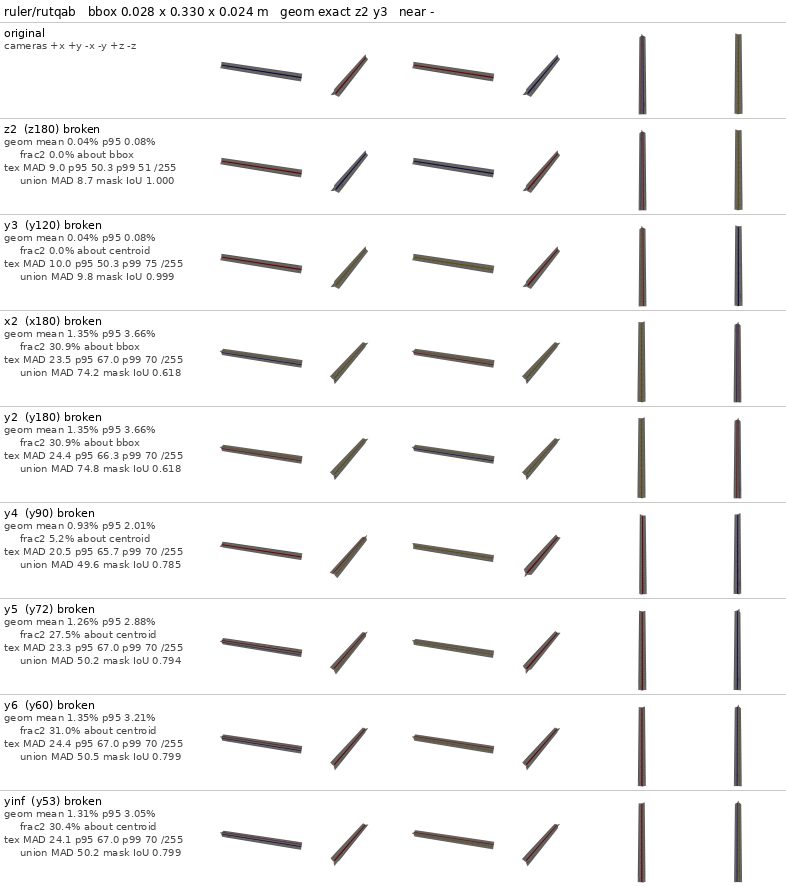 ruler/rutqab bbox 0.028 x 0.330 x 0.024 m geom exact z2 y3 near -
original
cameras +x +y -x -y +z -z
z2 (z180) broken
geom mean 0.04% p95 0.08%
frac2 0.0% about bbox
tex MAD 9.0 p95 50.3 p99 51 /255
union MAD 8.7 mask IoU 1.000
y3 (y120) broken
geom mean 0.04% p95 0.08%
frac2 0.0% about centroid
tex MAD 10.0 p95 50.3 p99 75 /255
union MAD 9.8 mask IoU 0.999
x2 (x180) broken
geom mean 1.35% p95 3.66%
frac2 30.9% about bbox
tex MAD 23.5 p95 67.0 p99 70 /255
union MAD 74.2 mask IoU 0.618
y2 (y180) broken
geom mean 1.35% p95 3.66%
frac2 30.9% about bbox
tex MAD 24.4 p95 66.3 p99 70 /255
union MAD 74.8 mask IoU 0.618
y4 (y90) broken
geom mean 0.93% p95 2.01%
frac2 5.2% about centroid
tex MAD 20.5 p95 65.7 p99 70 /255
union MAD 49.6 mask IoU 0.785
y5 (y72) broken
geom mean 1.26% p95 2.88%
frac2 27.5% about centroid
tex MAD 23.3 p95 67.0 p99 70 /255
union MAD 50.2 mask IoU 0.794
y6 (y60) broken
geom mean 1.35% p95 3.21%
frac2 31.0% about centroid
tex MAD 24.4 p95 67.0 p99 70 /255
union MAD 50.5 mask IoU 0.799
yinf (y53) broken
geom mean 1.31% p95 3.05%
frac2 30.4% about centroid
tex MAD 24.1 p95 67.0 p99 70 /255
union MAD 50.2 mask IoU 0.799